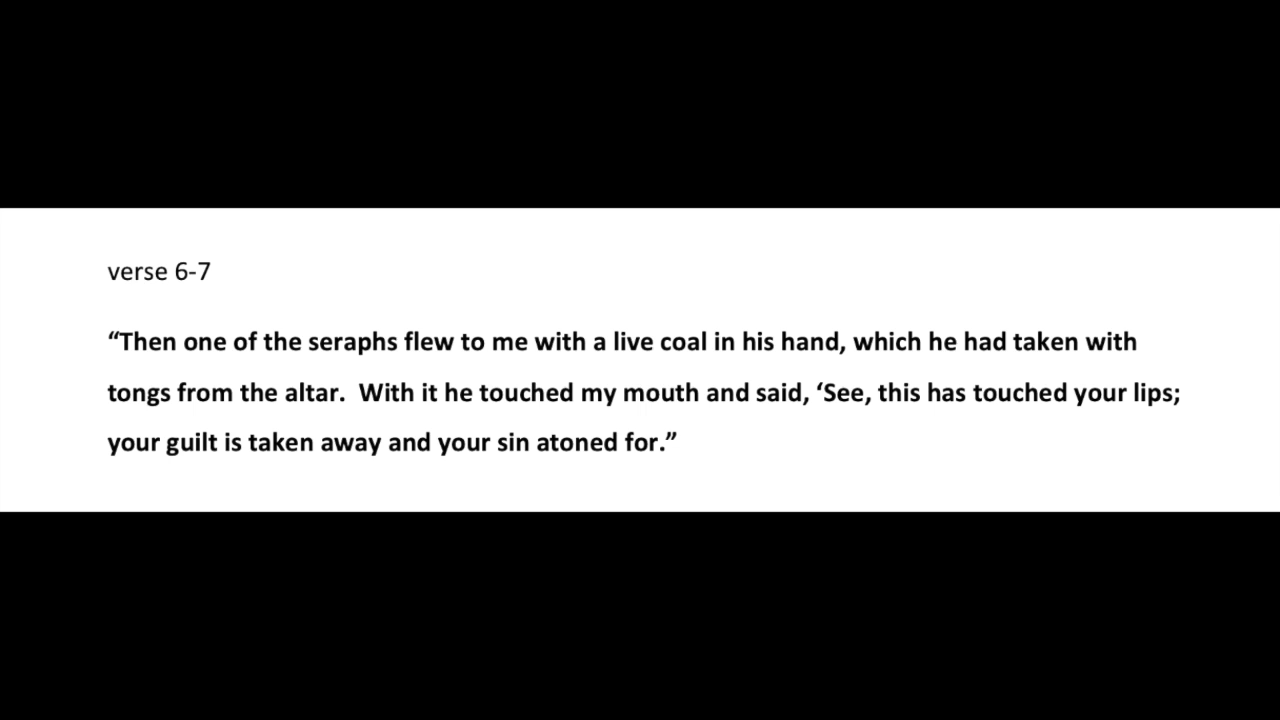 verse 6-7
“Then one of the seraphs flew to me with a live coal in his hand, which he had taken with
tongs from the altar.  With it he touched my mouth and said, ‘See, this has touched your lips;
your guilt is taken away and your sin atoned for.”